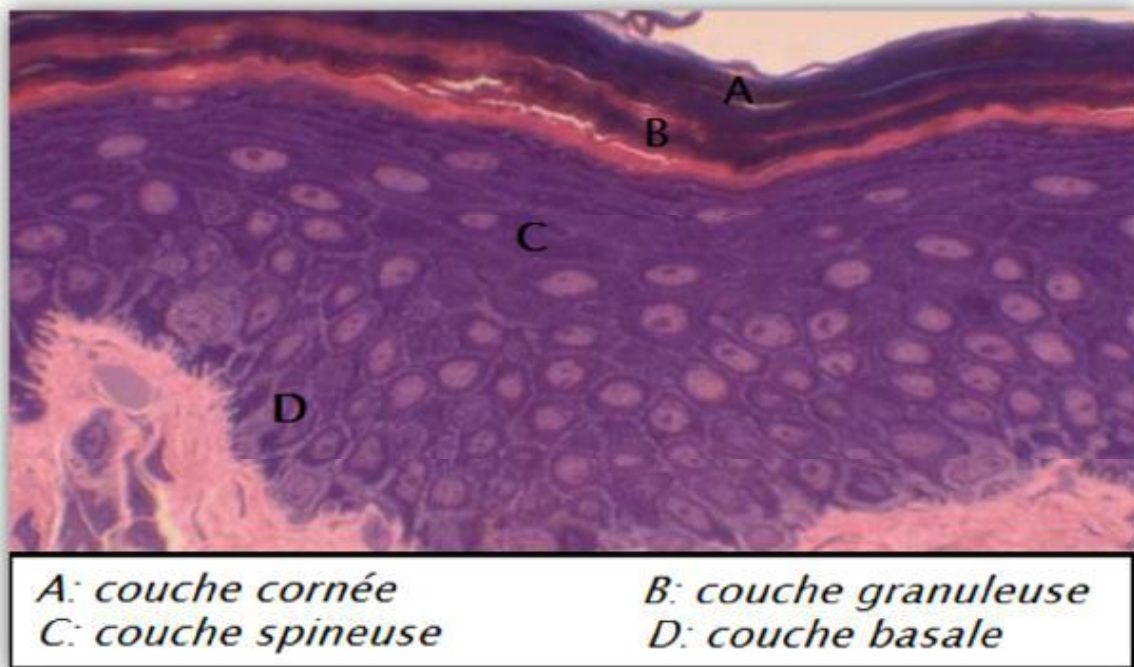 A
B
C
D
A: couche cornée
B: couche granuleuse
C: couche spineuse
D: couche basale